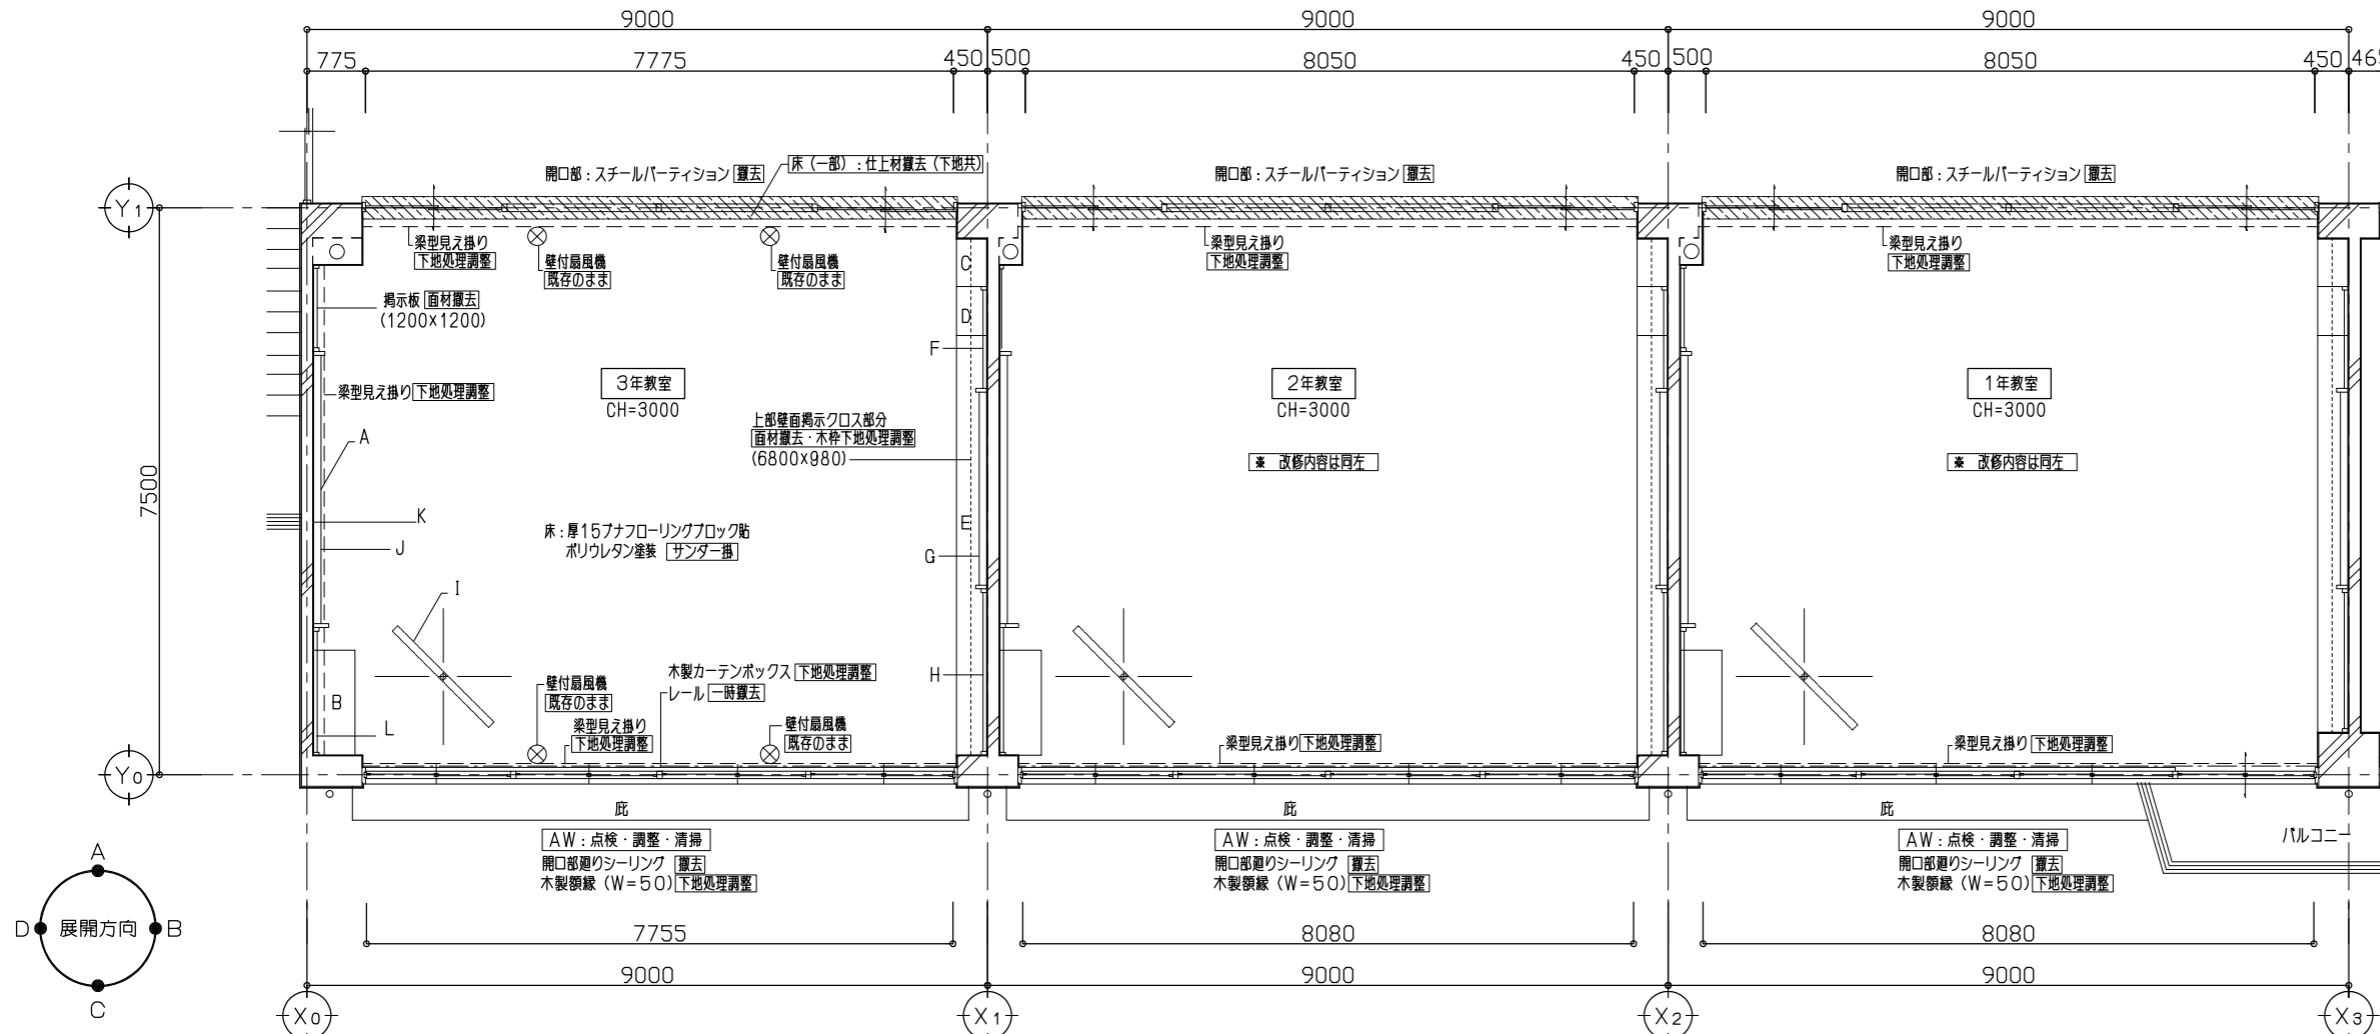 9000 9000 9000
775 7775 450 500 8050 450 500 8050 450 465
開口部：スチールパーティション 撤去
床（一部）：仕上材撤去（下地共）
開口部：スチールパーティション 撤去
開口部：スチールパーティション 撤去
Y1
梁型見え掛り
下地処理調整
壁付扇風機
既存のまま
壁付扇風機
既存のまま
C
梁型見え掛り
下地処理調整
梁型見え掛り
下地処理調整
掲示板 面材撤去
(1200×1200)
D
F
3年教室
CH=3000
2年教室
CH=3000
1年教室
CH=3000
梁型見え掛り 下地処理調整
上部壁面掲示クロス部分
面材撤去・木枠下地処理調整
(6800×980)
A
※ 改修内容は同左
※ 改修内容は同左
7500
K
J
床：厚15ブナフローリングブロック貼
ポリウレタン塗装 サンダー掛
E
G
I
木製カーテンボックス 下地処理調整
レール 一時撤去
H
B
壁付扇風機
既存のまま
L
梁型見え掛り
下地処理調整
壁付扇風機
既存のまま
梁型見え掛り 下地処理調整
梁型見え掛り 下地処理調整
Y0
庇
庇
庇
AW：点検・調整・清掃
開口部廻りシーリング 撤去
木製額縁（W=50）下地処理調整
AW：点検・調整・清掃
開口部廻りシーリング 撤去
木製額縁（W=50）下地処理調整
AW：点検・調整・清掃
開口部廻りシーリング 撤去
木製額縁（W=50）下地処理調整
バルコニー
A
D 展開方向 B
C
7755 8080 8080
9000 9000 9000
X0 X1 X2 X3